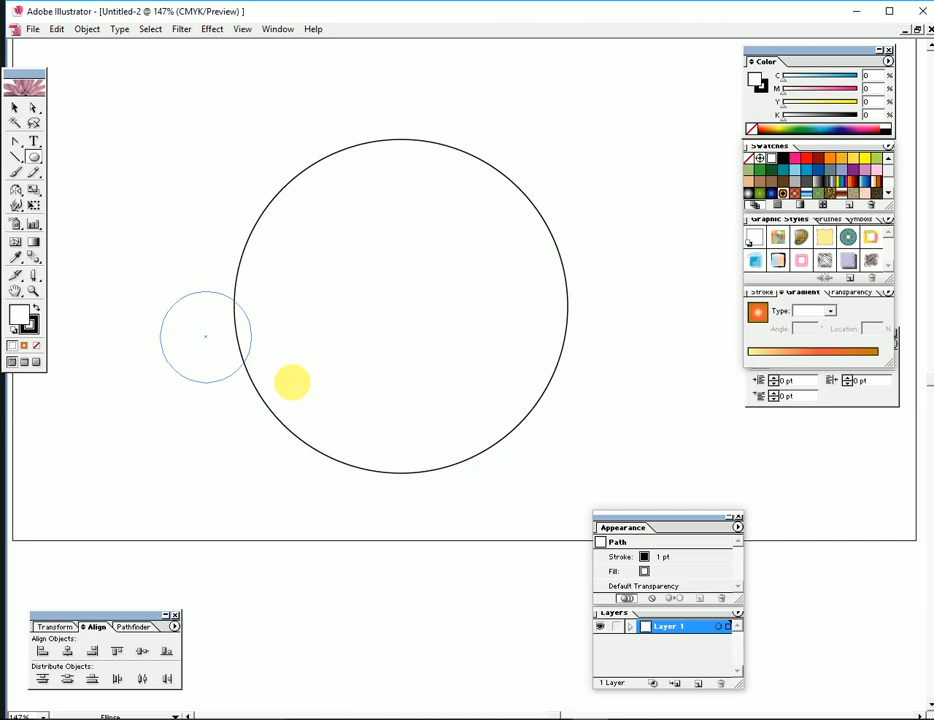 Adobe Illustrator - [Untitled-2 @ 147% (CMYK/Preview) ]
File Edit Object Type Select Filter Effect View Window Help
Color
C 0 %
M 0 %
Y 0 %
K 0 %
Swatches
Graphic Styles Brushes Symbols
Stroke Gradient Transparency
Type:
Angle: ° Location: %
0 pt 0 pt
0 pt
Appearance
Path
Stroke: 1 pt
Fill:
Default Transparency
Layers
Layer 1
1 Layer
Transform Align Pathfinder
Align Objects:
Distribute Objects:
147% Ellipse